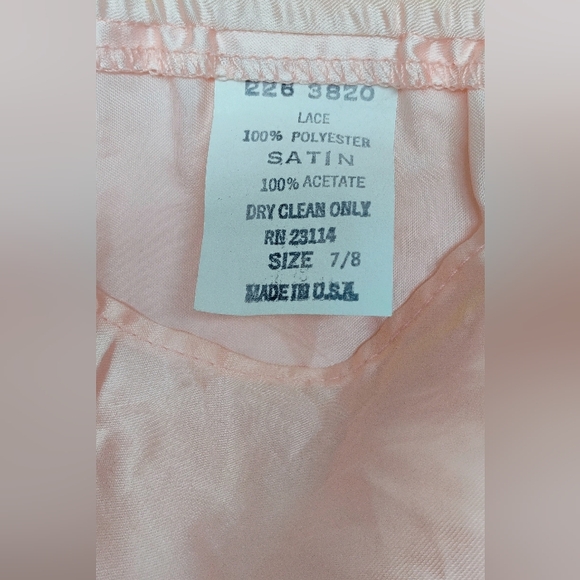 226 3820
LACE
100% POLYESTER
SATIN
100% ACETATE
DRY CLEAN ONLY
RN 23114
SIZE 7/8
MADE IN U.S.A.